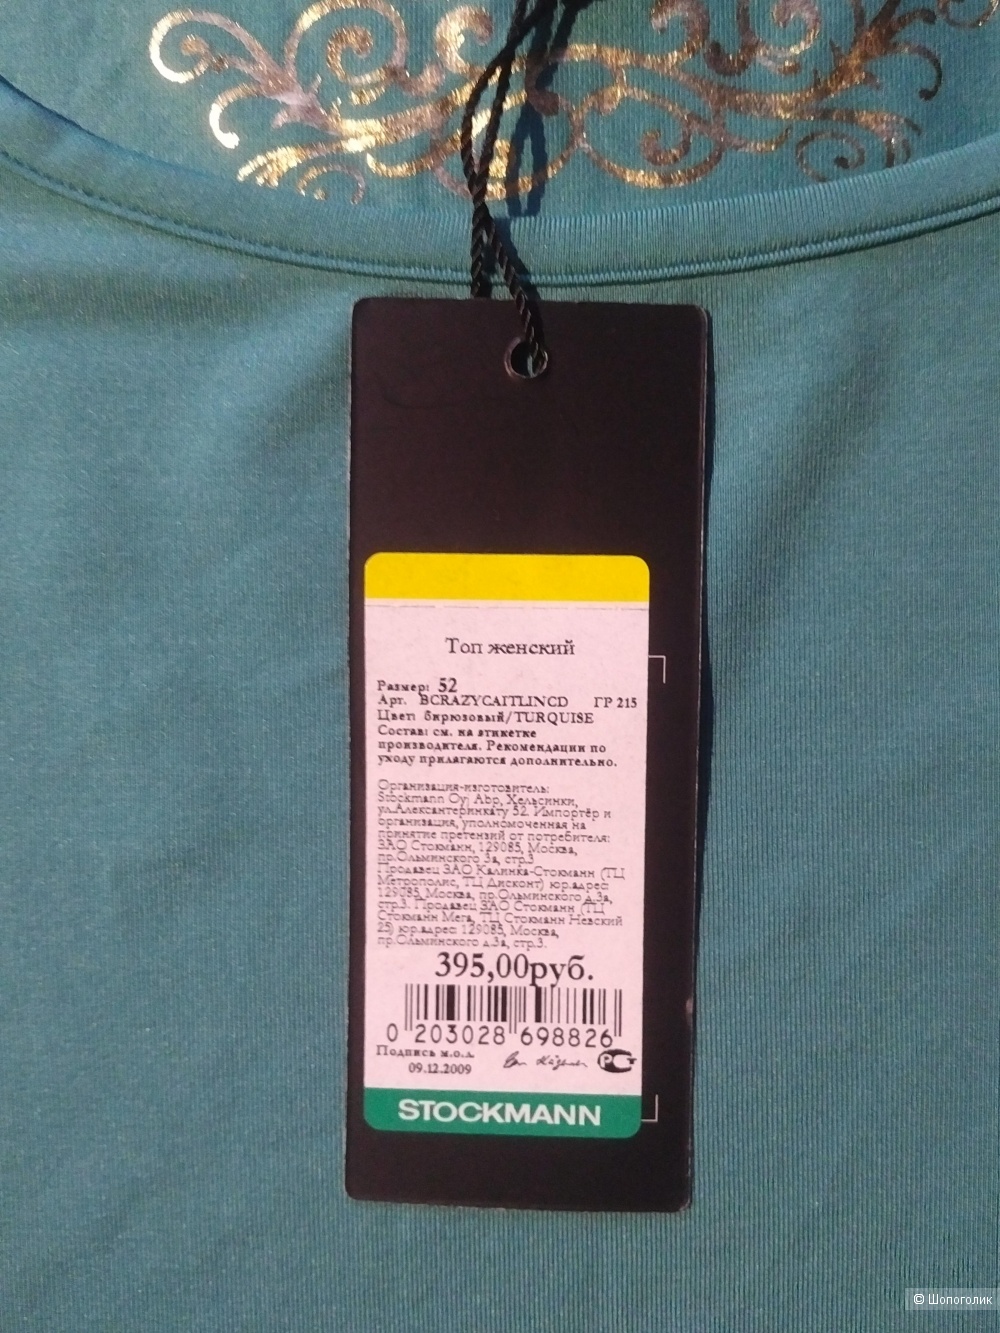 Топ женский
Размер: 52
Арт. BCRAZYCAITLINCD ГР 215
Цвет: бирюзовый/TURQUISE
Состав: см. на этикетке
производителя. Рекомендации по
уходу прилагаются дополнительно.
Организация-изготовитель:
Stockmann Oyj Abp, Хельсинки,
ул.Алексантеринкату 52. Импортёр и
организация, уполномоченная на
принятие претензий от потребителя:
ЗАО Стокманн, 129085, Москва,
пр.Ольминского 3а, стр.3
Продавец ЗАО Калинка-Стокманн (ТЦ
Метрополис, ТЦ Дисконт) юр.адрес:
129085, Москва, пр.Ольминского д.3а,
стр.3. Продавец ЗАО Стокманн (ТЦ
Стокманн Мега, ТЦ Стокманн Невский
25) юр.адрес: 129085, Москва,
пр.Ольминского д.3а, стр.3.
395,00руб.
0 203028 698826
Подпись м.о.л.
09.12.2009
РСТ
STOCKMANN
© Шопоголик